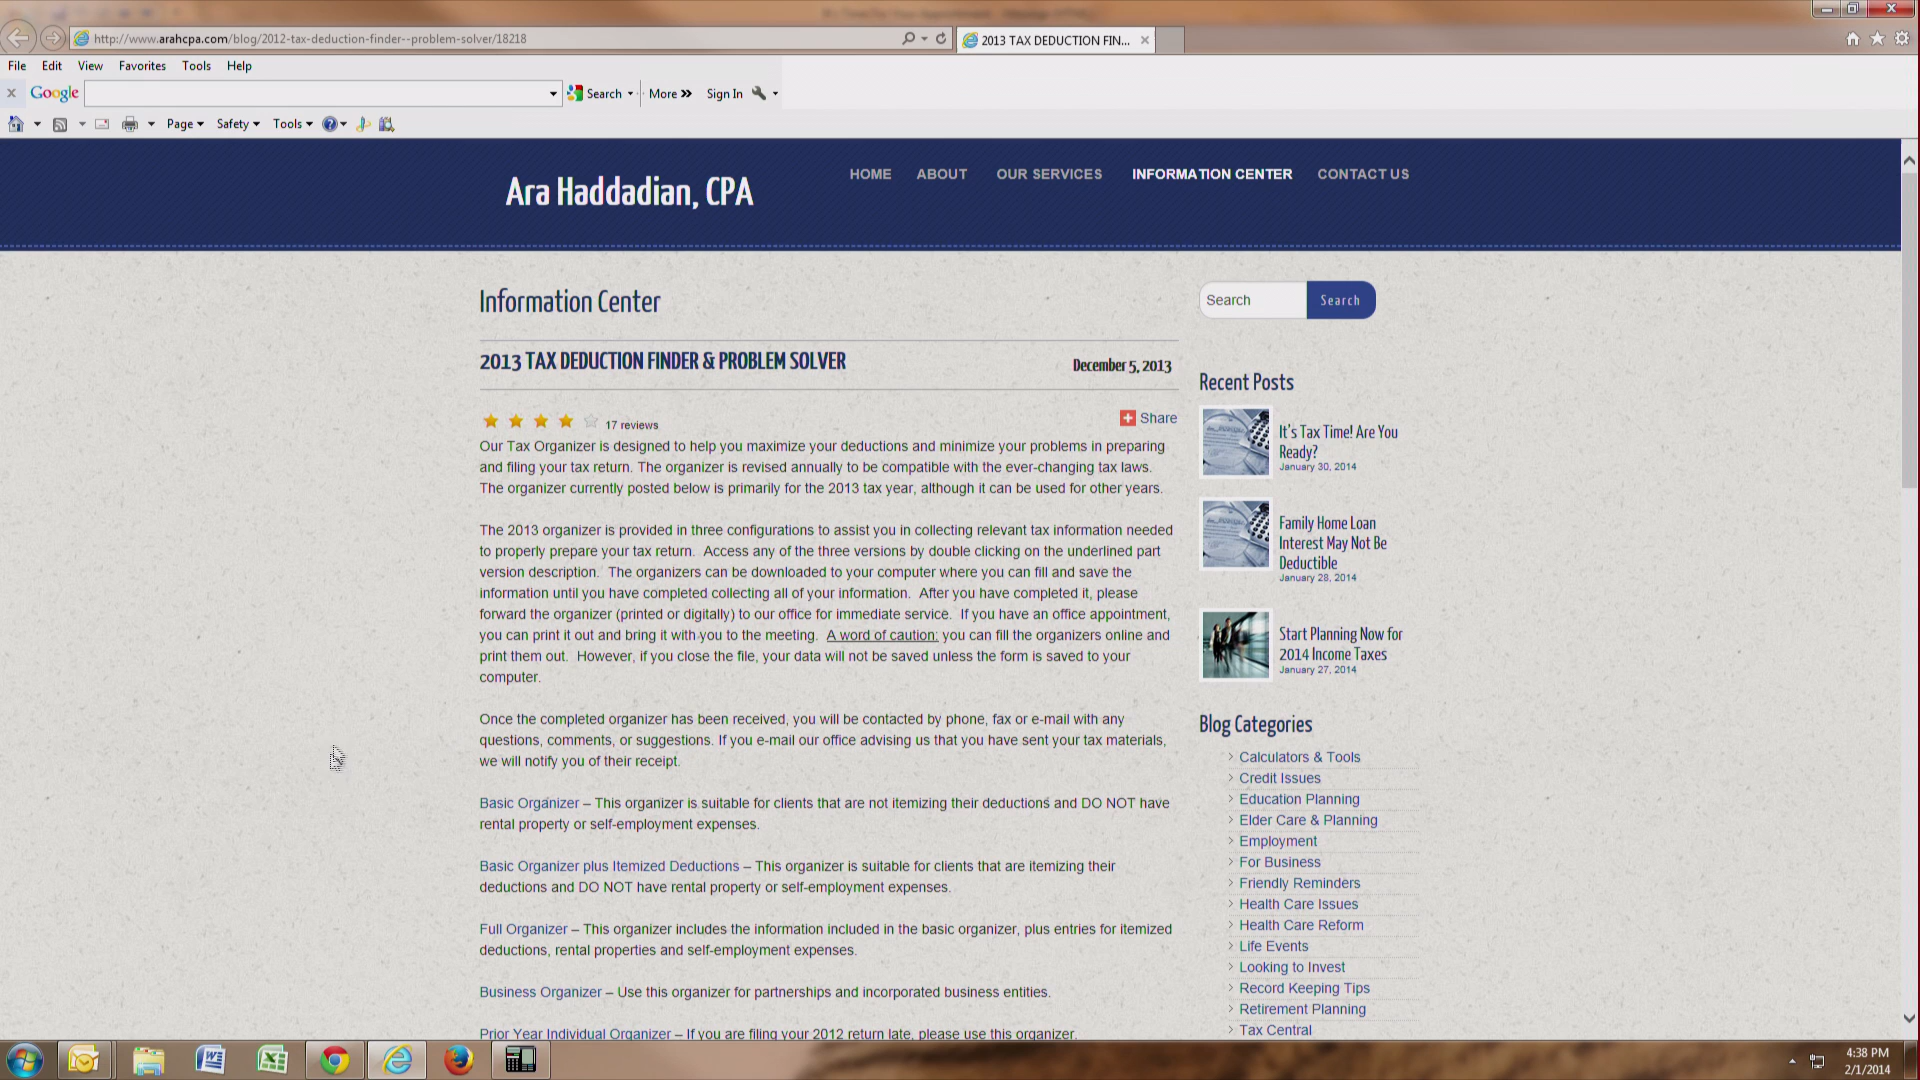 http://www.arahcpa.com/blog/2012-tax-deduction-finder--problem-solver/18218
2013 TAX DEDUCTION FIN...
File Edit View Favorites Tools Help
Google Search More Sign In
Page Safety Tools
Ara Haddadian, CPA
HOME ABOUT OUR SERVICES INFORMATION CENTER CONTACT US
Information Center
2013 TAX DEDUCTION FINDER & PROBLEM SOLVER
December 5, 2013
17 reviews
Share
Our Tax Organizer is designed to help you maximize your deductions and minimize your problems in preparing
and filing your tax return. The organizer is revised annually to be compatible with the ever-changing tax laws.
The organizer currently posted below is primarily for the 2013 tax year, although it can be used for other years.
The 2013 organizer is provided in three configurations to assist you in collecting relevant tax information needed
to properly prepare your tax return. Access any of the three versions by double clicking on the underlined part
version description. The organizers can be downloaded to your computer where you can fill and save the
information until you have completed collecting all of your information. After you have completed it, please
forward the organizer (printed or digitally) to our office for immediate service. If you have an office appointment,
you can print it out and bring it with you to the meeting. A word of caution: you can fill the organizers online and
print them out. However, if you close the file, your data will not be saved unless the form is saved to your
computer.
Once the completed organizer has been received, you will be contacted by phone, fax or e-mail with any
questions, comments, or suggestions. If you e-mail our office advising us that you have sent your tax materials,
we will notify you of their receipt.
Basic Organizer – This organizer is suitable for clients that are not itemizing their deductions and DO NOT have
rental property or self-employment expenses.
Basic Organizer plus Itemized Deductions – This organizer is suitable for clients that are itemizing their
deductions and DO NOT have rental property or self-employment expenses.
Full Organizer – This organizer includes the information included in the basic organizer, plus entries for itemized
deductions, rental properties and self-employment expenses.
Business Organizer – Use this organizer for partnerships and incorporated business entities.
Prior Year Individual Organizer – If you are filing your 2012 return late, please use this organizer.
Search Search
Recent Posts
It's Tax Time! Are You
Ready?
January 30, 2014
Family Home Loan
Interest May Not Be
Deductible
January 28, 2014
Start Planning Now for
2014 Income Taxes
January 27, 2014
Blog Categories
Calculators & Tools
Credit Issues
Education Planning
Elder Care & Planning
Employment
For Business
Friendly Reminders
Health Care Issues
Health Care Reform
Life Events
Looking to Invest
Record Keeping Tips
Retirement Planning
Tax Central
4:38 PM
2/1/2014